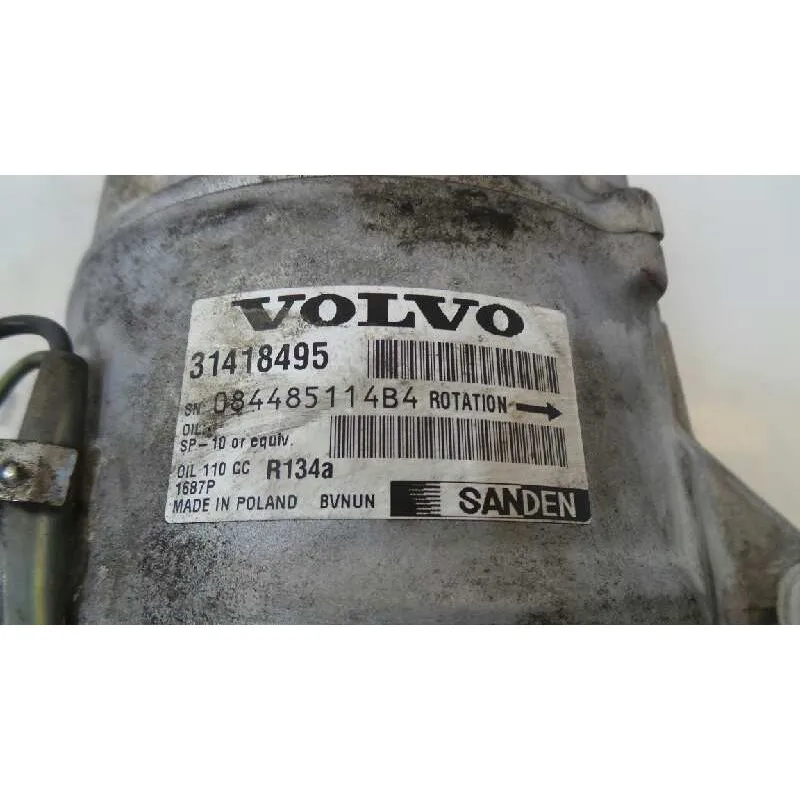 VOLVO
31418495
SN 084485114B4 ROTATION
OIL
SP-10 or equiv.
OIL 110 CC R134a
1687P
MADE IN POLAND BVNUN SANDEN